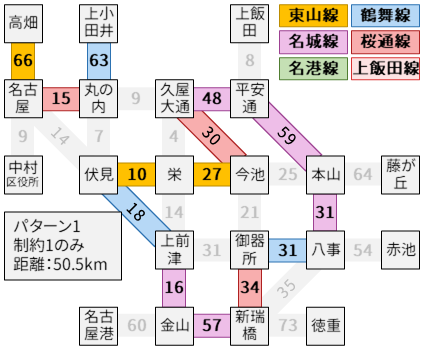 高畑
上小
田井
上飯
田
東山線
鶴舞線
名城線
桜通線
名港線
上飯田線
66
63
8
名古
屋
15
丸の
内
9
久屋
大通
48
平安
通
9
14
7
4
30
59
中村
区役所
伏見
10
栄
27
今池
25
本山
64
藤が
丘
18
14
21
31
パターン1
制約1のみ
距離：50.5km
上前
津
31
御器
所
31
八事
54
赤池
16
34
35
名古
屋港
60
金山
57
新瑞
橋
73
徳重